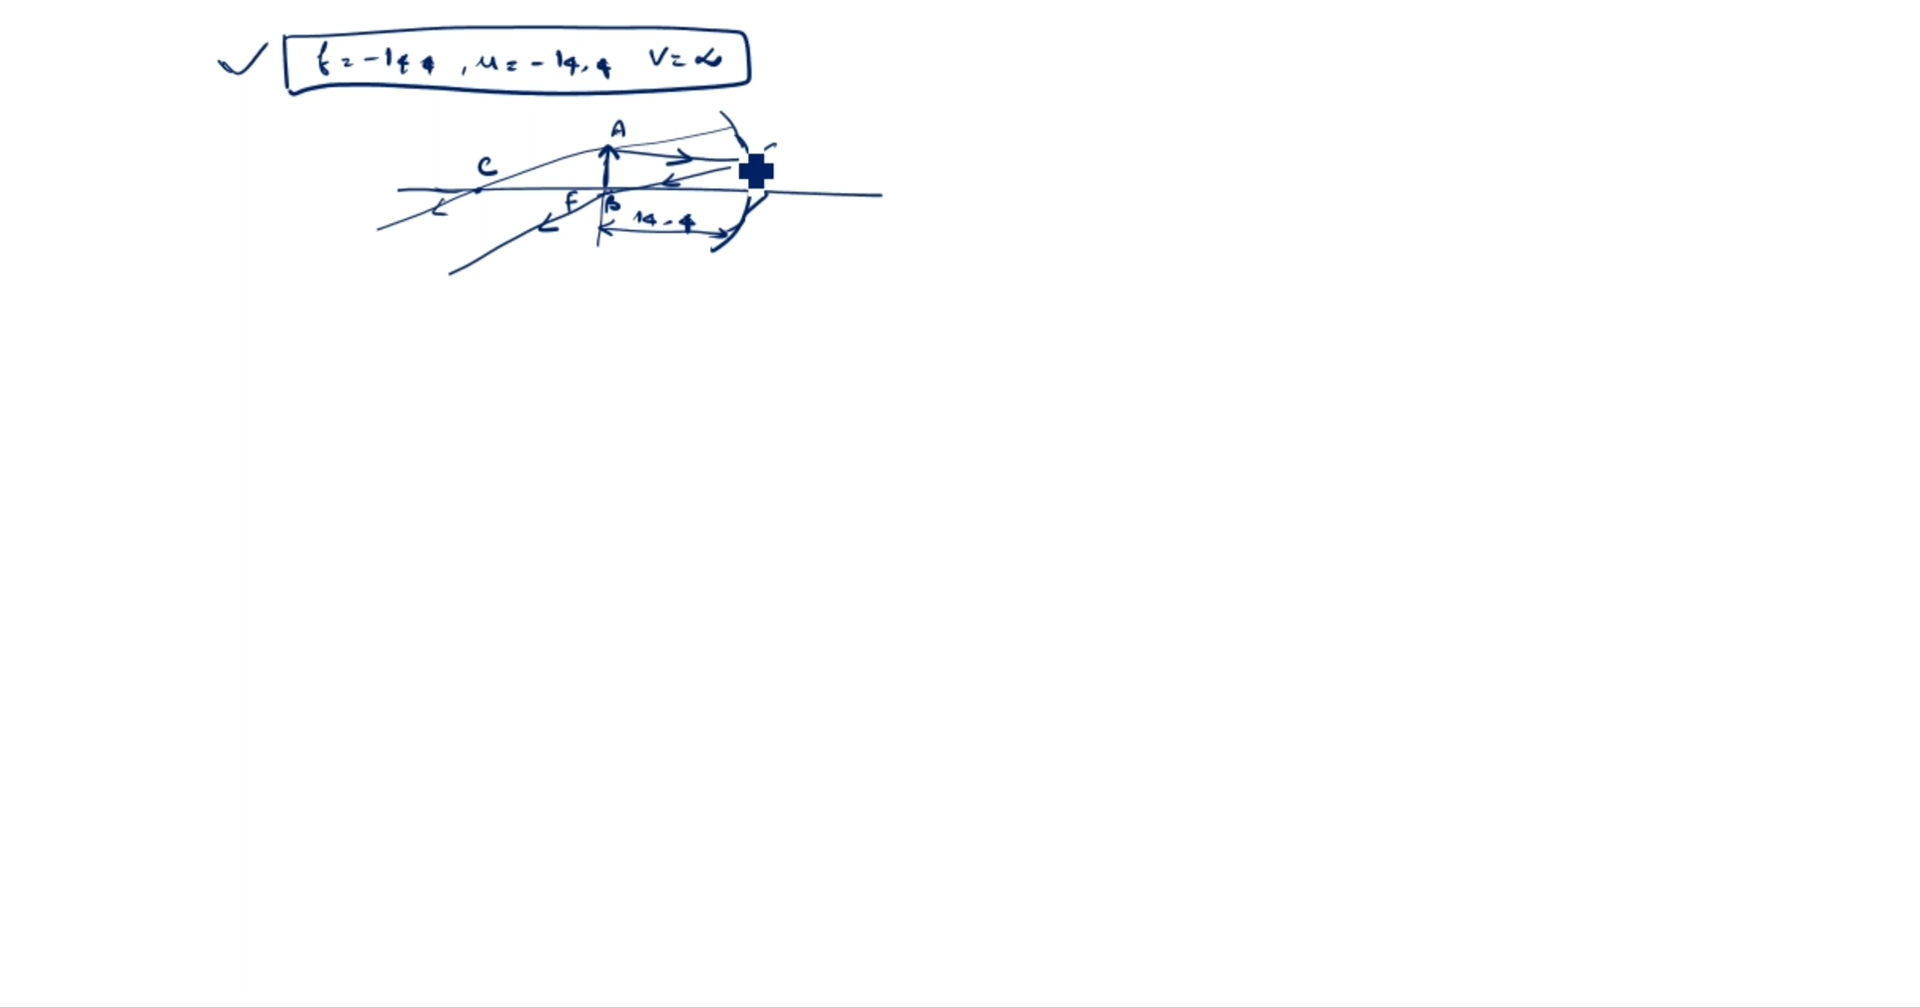 f = -14.4, u = -14.4 v = ∞
A
C
F B
14.4